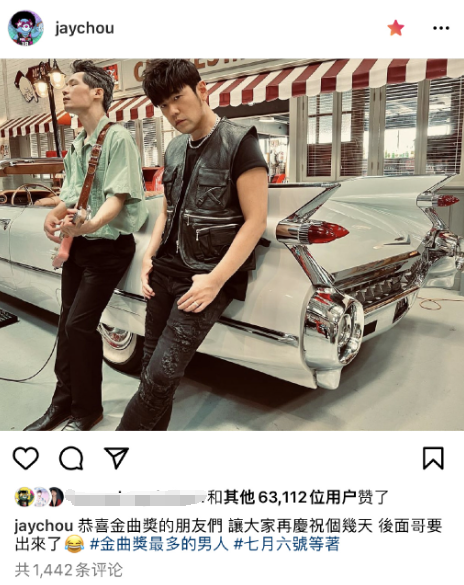 jaychou
和其他 63,112 位用户赞了
jaychou 恭喜金曲獎的朋友們 讓大家再慶祝個幾天 後面哥要
出來了😂 #金曲獎最多的男人 #七月六號等著
共 1,442 条评论